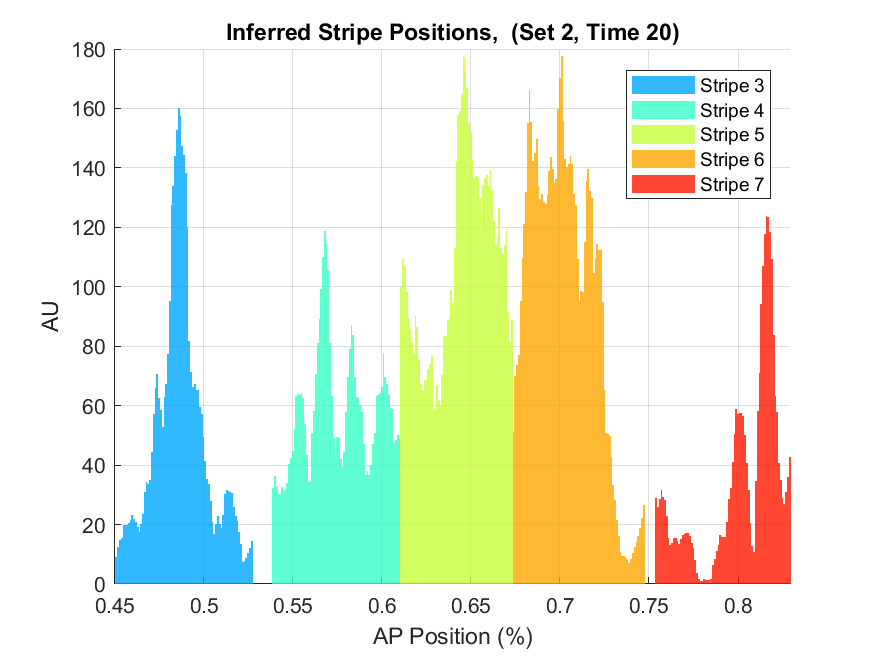 Inferred Stripe Positions,  (Set 2, Time 20)
180
160
140
120
100
80
60
40
20
0
AU
Stripe 3
Stripe 4
Stripe 5
Stripe 6
Stripe 7
0.45 0.5 0.55 0.6 0.65 0.7 0.75 0.8
AP Position (%)